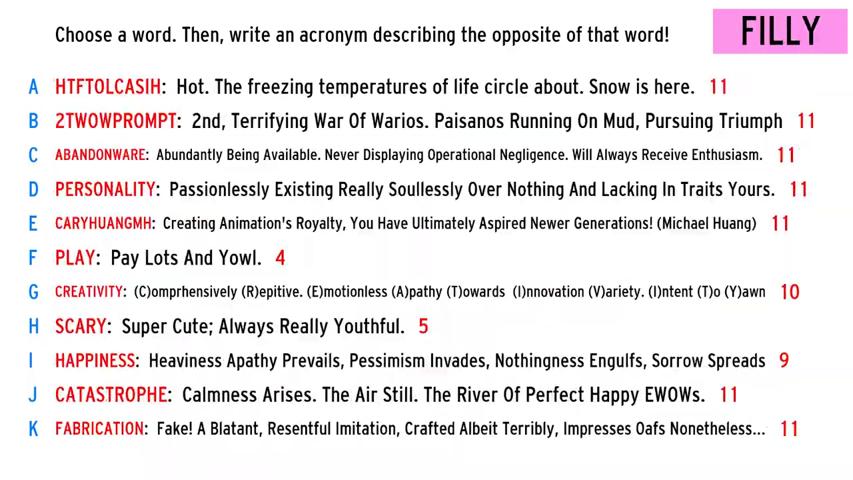 Choose a word. Then, write an acronym describing the opposite of that word! FILLY
A HTFTOLCASIH: Hot. The freezing temperatures of life circle about. Snow is here. 11
B 2TWOWPROMPT: 2nd, Terrifying War Of Warios. Paisanos Running On Mud, Pursuing Triumph 11
C ABANDONWARE: Abundantly Being Available. Never Displaying Operational Negligence. Will Always Receive Enthusiasm. 11
D PERSONALITY: Passionlessly Existing Really Soullessly Over Nothing And Lacking In Traits Yours. 11
E CARYHUANGMH: Creating Animation's Royalty, You Have Ultimately Aspired Newer Generations! (Michael Huang) 11
F PLAY: Pay Lots And Yowl. 4
G CREATIVITY: (C)omprhensively (R)epitive. (E)motionless (A)pathy (T)owards (I)nnovation (V)ariety. (I)ntent (T)o (Y)awn 10
H SCARY: Super Cute; Always Really Youthful. 5
I HAPPINESS: Heaviness Apathy Prevails, Pessimism Invades, Nothingness Engulfs, Sorrow Spreads 9
J CATASTROPHE: Calmness Arises. The Air Still. The River Of Perfect Happy EWOWs. 11
K FABRICATION: Fake! A Blatant, Resentful Imitation, Crafted Albeit Terribly, Impresses Oafs Nonetheless... 11